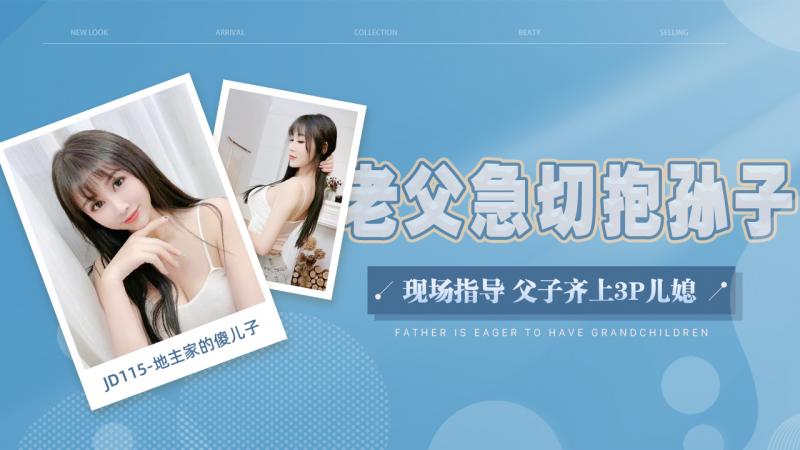 NEW LOOK
ARRIVAL
COLLECTION
BEATY
SELLING
老父急切抱孙子
现场指导 父子齐上3P儿媳
FATHER IS EAGER TO HAVE GRANDCHILDREN
JD115-地主家的傻儿子